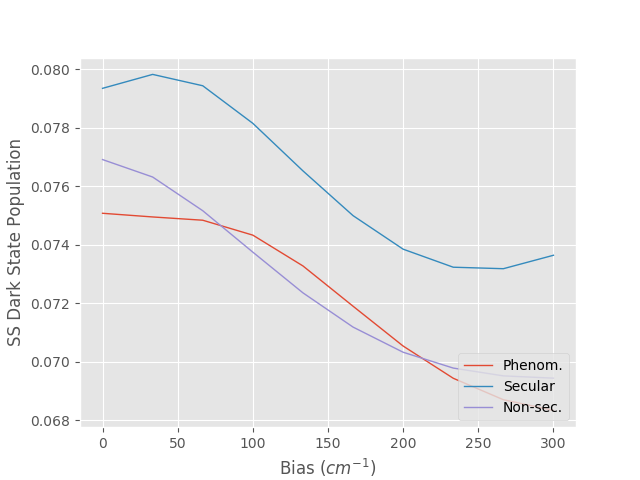 0.080
0.078
0.076
0.074
0.072
0.070
0.068
SS Dark State Population
0 50 100 150 200 250 300
Bias (cm⁻¹)
Phenom.
Secular
Non-sec.